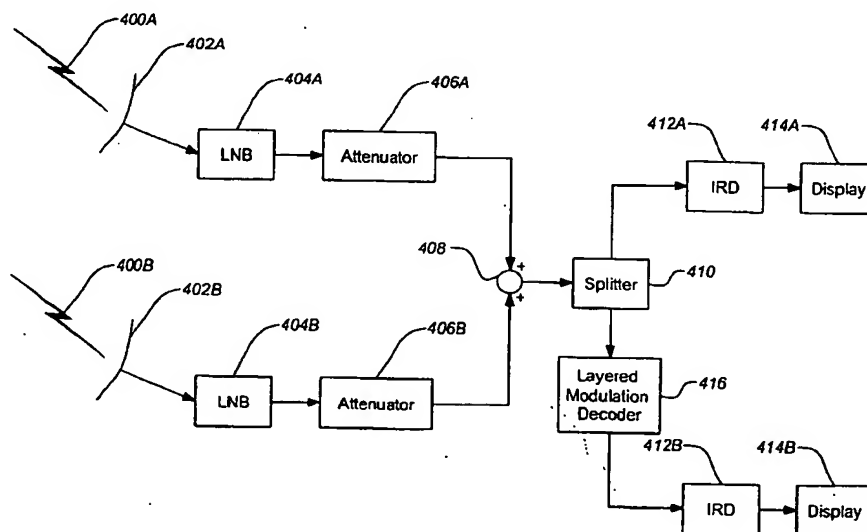 400A
402A
404A
406A
LNB
Attenuator
412A
414A
IRD
Display
400B
402B
404B
406B
LNB
Attenuator
408
+
+
Splitter
410
Layered
Modulation
Decoder
416
412B
414B
IRD
Display